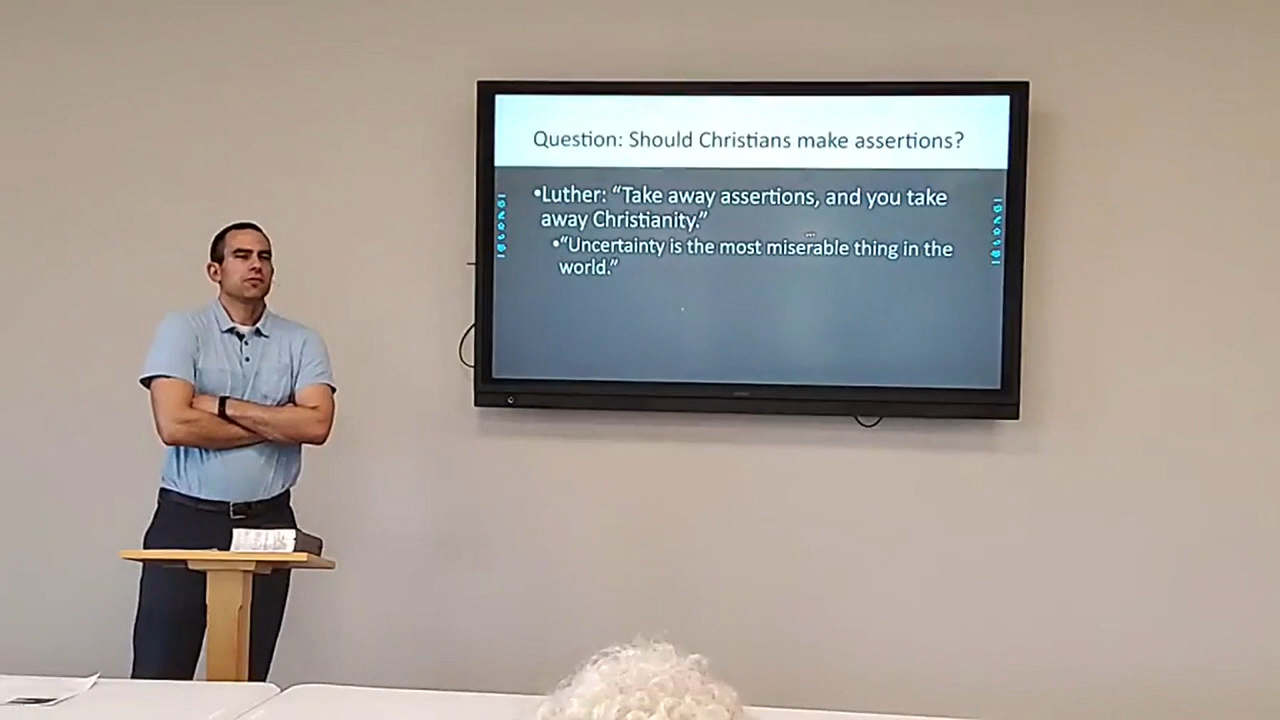 Question: Should Christians make assertions?
•Luther: “Take away assertions, and you take
away Christianity.”
•“Uncertainty is the most miserable thing in the
world.”